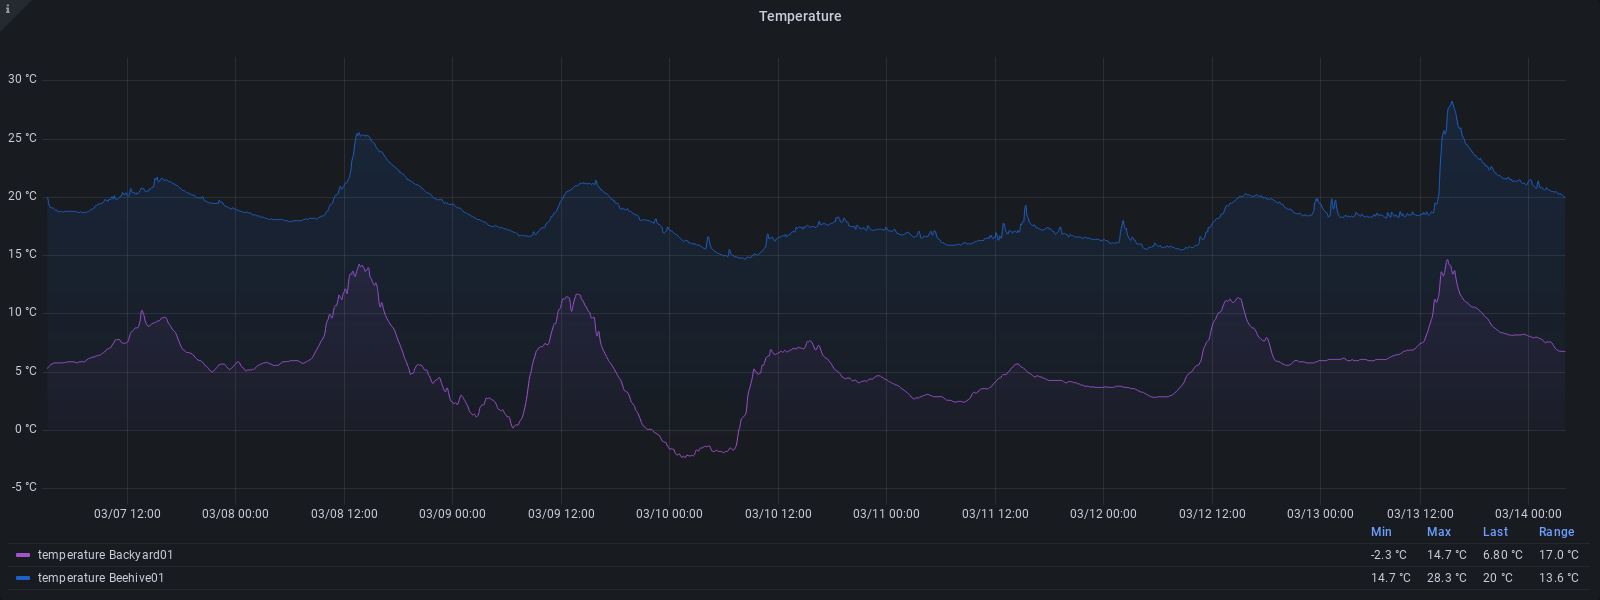 i
Temperature
30 °C
25 °C
20 °C
15 °C
10 °C
5 °C
0 °C
-5 °C
03/07 12:00 03/08 00:00 03/08 12:00 03/09 00:00 03/09 12:00 03/10 00:00 03/10 12:00 03/11 00:00 03/11 12:00 03/12 00:00 03/12 12:00 03/13 00:00 03/13 12:00 03/14 00:00
Min Max Last Range
temperature Backyard01 -2.3 °C 14.7 °C 6.80 °C 17.0 °C
temperature Beehive01 14.7 °C 28.3 °C 20 °C 13.6 °C